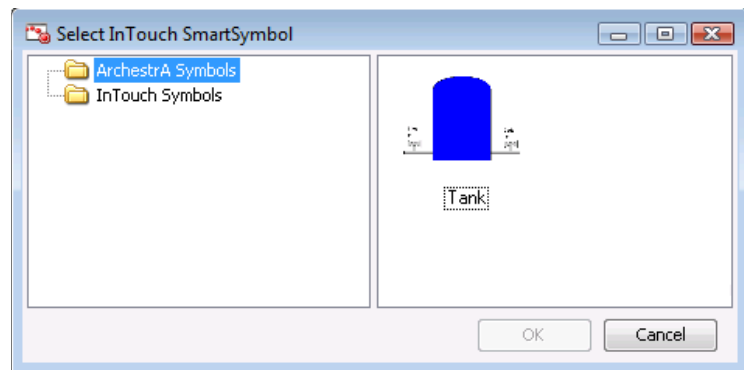 Select InTouch SmartSymbol
ArchestrA Symbols
InTouch Symbols
Tank
OK
Cancel